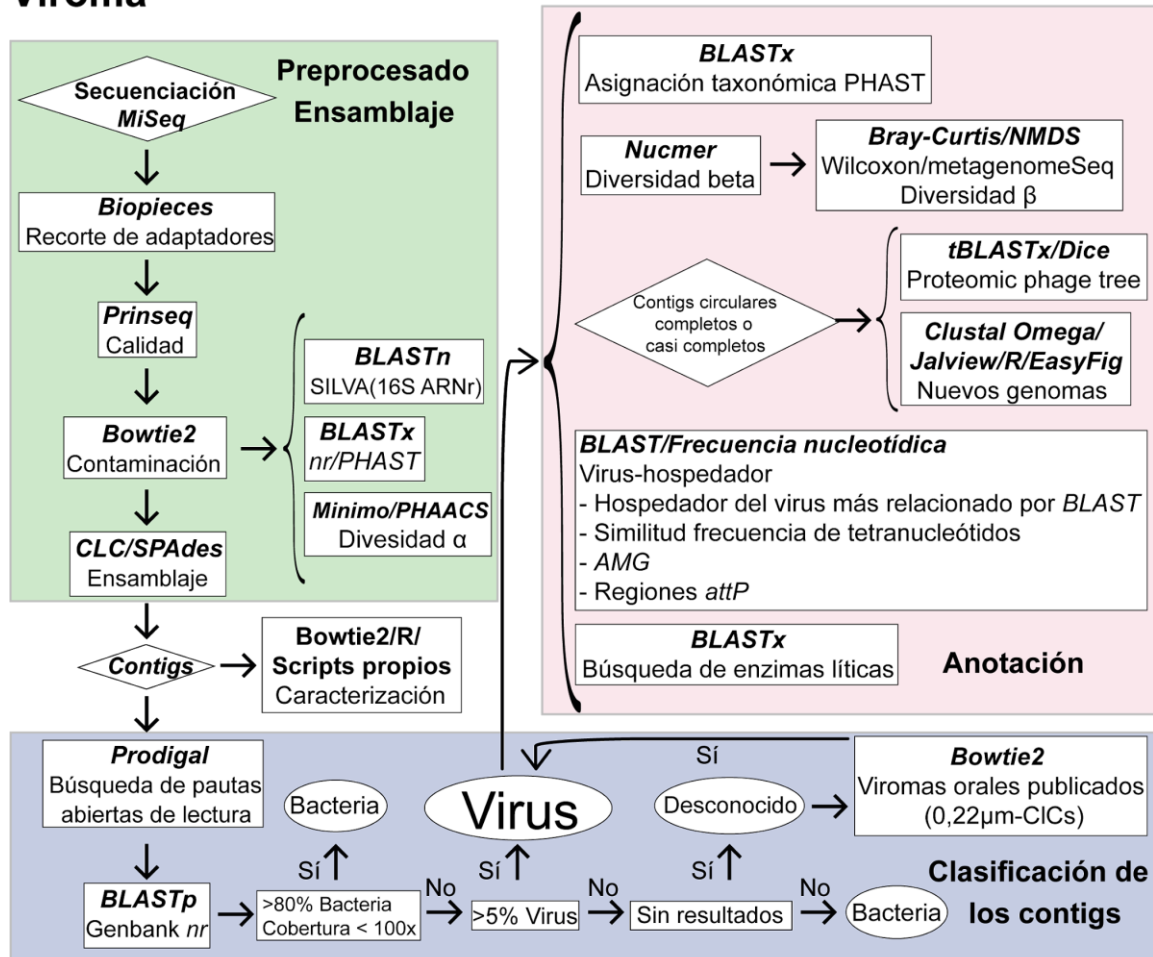 Viroma
Preprocesado
Ensamblaje
Secuenciación
MiSeq
Biopieces
Recorte de adaptadores
Prinseq
Calidad
Bowtie2
Contaminación
BLASTn
SILVA(16S ARNr)
BLASTx
nr/PHAST
Minimo/PHAACS
Divesidad α
CLC/SPAdes
Ensamblaje
Contigs
Bowtie2/R/
Scripts propios
Caracterización
BLASTx
Asignación taxonómica PHAST
Nucmer
Diversidad beta
Bray-Curtis/NMDS
Wilcoxon/metagenomeSeq
Diversidad β
Contigs circulares
completos o
casi completos
tBLASTx/Dice
Proteomic phage tree
Clustal Omega/
Jalview/R/EasyFig
Nuevos genomas
BLAST/Frecuencia nucleotídica
Virus-hospedador
- Hospedador del virus más relacionado por BLAST
- Similitud frecuencia de tetranucleótidos
- AMG
- Regiones attP
BLASTx
Búsqueda de enzimas líticas
Anotación
Prodigal
Búsqueda de pautas
abiertas de lectura
BLASTp
Genbank nr
>80% Bacteria
Cobertura < 100x
Sí
Bacteria
No
>5% Virus
Sí
Virus
No
Sin resultados
Sí
Desconocido
No
Bacteria
Bowtie2
Viromas orales publicados
(0,22µm-ClCs)
Sí
Clasificación de
los contigs